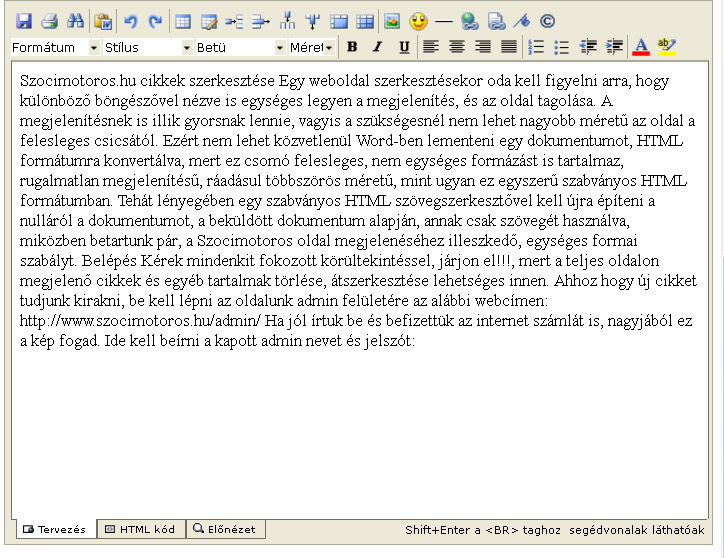 Formátum Stílus Betü Méret B I U A ab
Szocimotoros.hu cikkek szerkesztése Egy weboldal szerkesztésekor oda kell figyelni arra, hogy
különböző böngészővel nézve is egységes legyen a megjelenítés, és az oldal tagolása. A
megjelenítésnek is illik gyorsnak lennie, vagyis a szükségesnél nem lehet nagyobb méretű az oldal a
felesleges csicsától. Ezért nem lehet közvetlenül Word-ben lementeni egy dokumentumot, HTML
formátumra konvertálva, mert ez csomó felesleges, nem egységes formázást is tartalmaz,
rugalmatlan megjelenítésű, ráadásul többszörös méretű, mint ugyan ez egyszerű szabványos HTML
formátumban. Tehát lényegében egy szabványos HTML szövegszerkesztővel kell újra építeni a
nulláról a dokumentumot, a beküldött dokumentum alapján, annak csak szövegét használva,
miközben betartunk pár, a Szocimotoros oldal megjelenéséhez illeszkedő, egységes formai
szabályt. Belépés Kérek mindenkit fokozott körültekintéssel, járjon el!!!, mert a teljes oldalon
megjelenő cikkek és egyéb tartalmak törlése, átszerkesztése lehetséges innen. Ahhoz hogy új cikket
tudjunk kirakni, be kell lépni az oldalunk admin felületére az alábbi webcímen:
http://www.szocimotoros.hu/admin/ Ha jól írtuk be és befizettük az internet számlát is, nagyjából ez
a kép fogad. Ide kell beírni a kapott admin nevet és jelszót:
Tervezés HTML kód Előnézet Shift+Enter a <BR> taghoz segédvonalak láthatóak